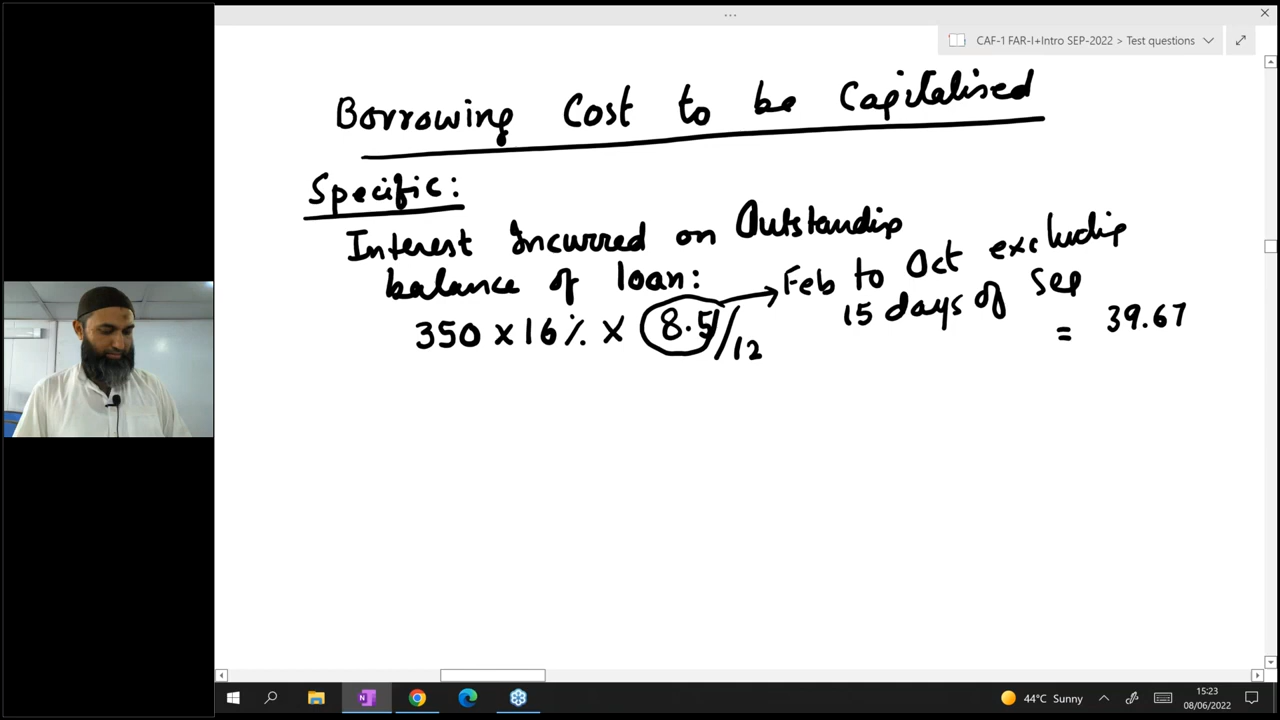 CAF-1 FAR-I+Intro SEP-2022 > Test questions
Borrowing Cost to be Capitalised
Specific:
Interest Incurred on Outstanding
balance of loan:
Feb to Oct excluding
15 days of Sep
350 x 16% x 8.5/12
= 39.67
44°C Sunny
15:23
08/06/2022